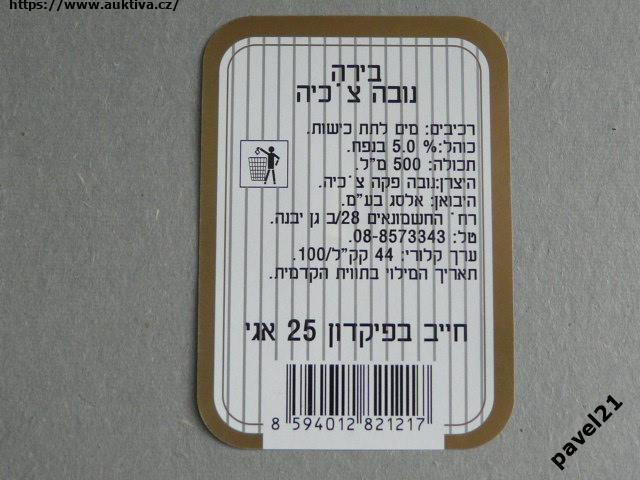 https://www.auktiva.cz/
בירה
נובה צ'כיה
רכיבים: מים לתת כישות.
כוהל:% 5.0 בנפח.
תכולה: 500 מ"ל.
היצרן:נובה פקה צ'כיה.
היבואן: אלסג בע"מ.
רח' החשמונאים 28/ב גן יבנה.
טל: 08-8573343.
ערך קלורי: 44 קק"ל/100.
תאריך המילוי בתווית הקדמית.
חייב בפיקדון 25 אגי
8 594012 821217
pavel21